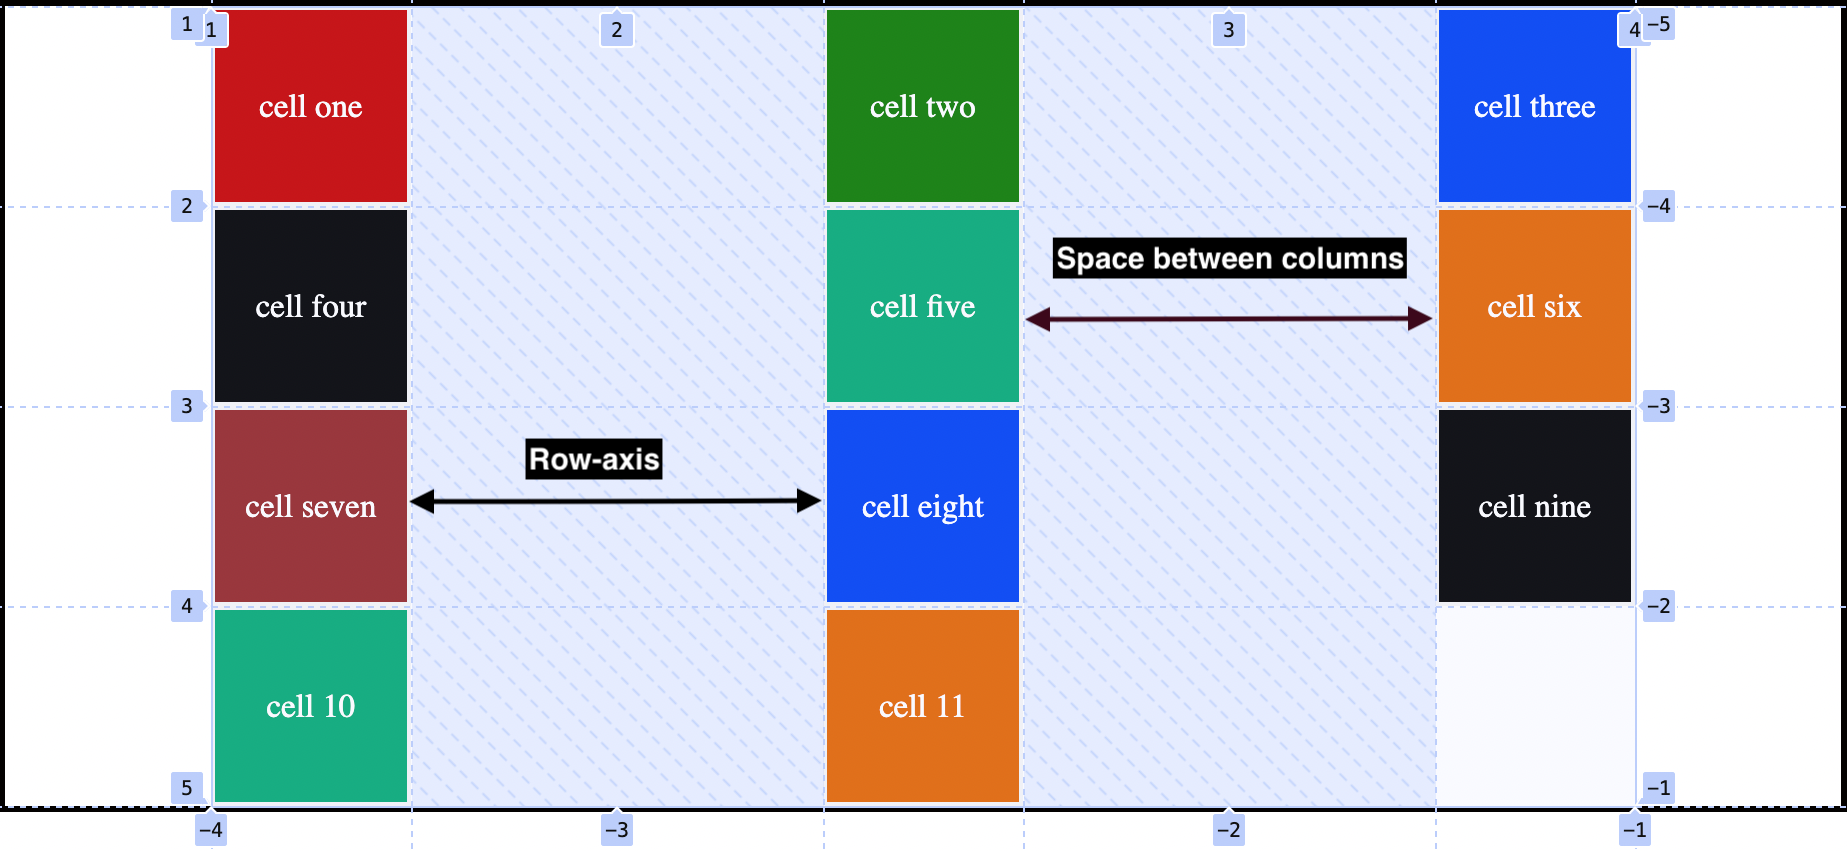 1 1 2 3 4 −5
cell one cell two cell three
2 −4
Space between columns
cell four cell five cell six
3 −3
Row-axis
cell seven cell eight cell nine
4 −2
cell 10 cell 11
5 −1
−4 −3 −2 −1